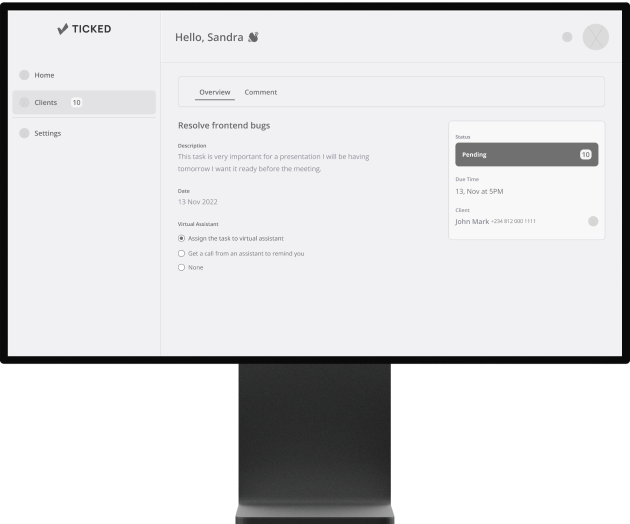 TICKED
Hello, Sandra
Home
Clients 10
Settings
Overview Comment
Resolve frontend bugs
Description
This task is very important for a presentation I will be having
tomorrow i want it ready before the meeting.
Date
13 Nov 2022
Virtual Assistant
Assign the task to virtual assistant
Get a call from an assistant to remind you
None
Status
Pending 10
Due Time
13, Nov at 5PM
Client
John Mark +234 812 000 1111